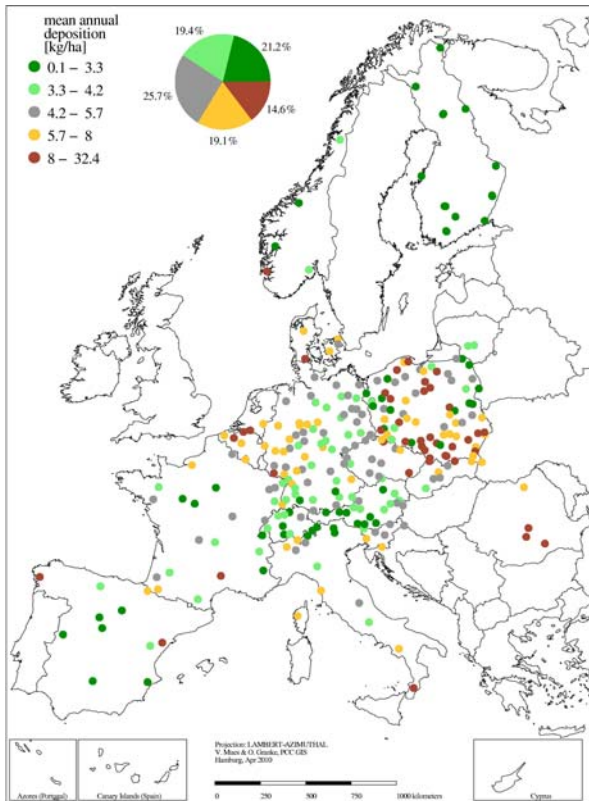 mean annual
deposition
[kg/ha]
0.1 – 3.3
3.3 – 4.2
4.2 – 5.7
5.7 – 8
8 – 32.4
19.4%
21.2%
25.7%
14.6%
19.1%
Projection: LAMBERT-AZIMUTHAL
V. Mues & O. Granke, PCC GIS
Hamburg, Apr 2010
0 250 500 750 1000 kilometers
Azores (Portugal)
Canary Islands (Spain)
Cyprus